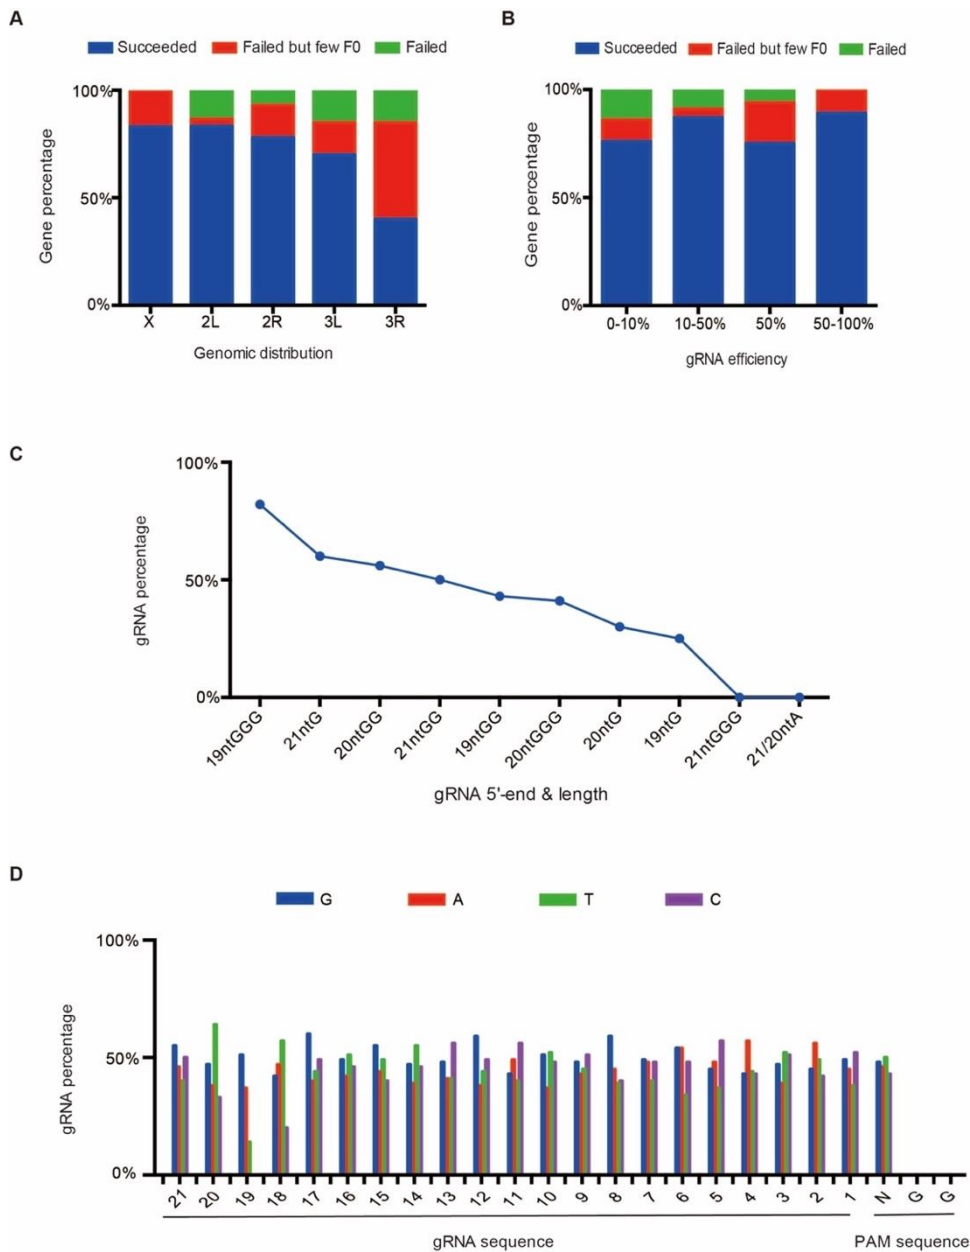 A
B
Succeeded Failed but few F0 Failed
Succeeded Failed but few F0 Failed
100%
50%
0%
Gene percentage
X 2L 2R 3L 3R
Genomic distribution
100%
50%
0%
Gene percentage
0-10% 10-50% 50% 50-100%
gRNA efficiency
C
100%
50%
0%
gRNA percentage
19ntGGG 21ntG 20ntGG 21ntGG 19ntGG 20ntGGG 20ntG 19ntG 21ntGGG 21/20ntA
gRNA 5'-end & length
D
G A T C
100%
50%
0%
gRNA percentage
21 20 19 18 17 16 15 14 13 12 11 10 9 8 7 6 5 4 3 2 1 N G G
gRNA sequence PAM sequence